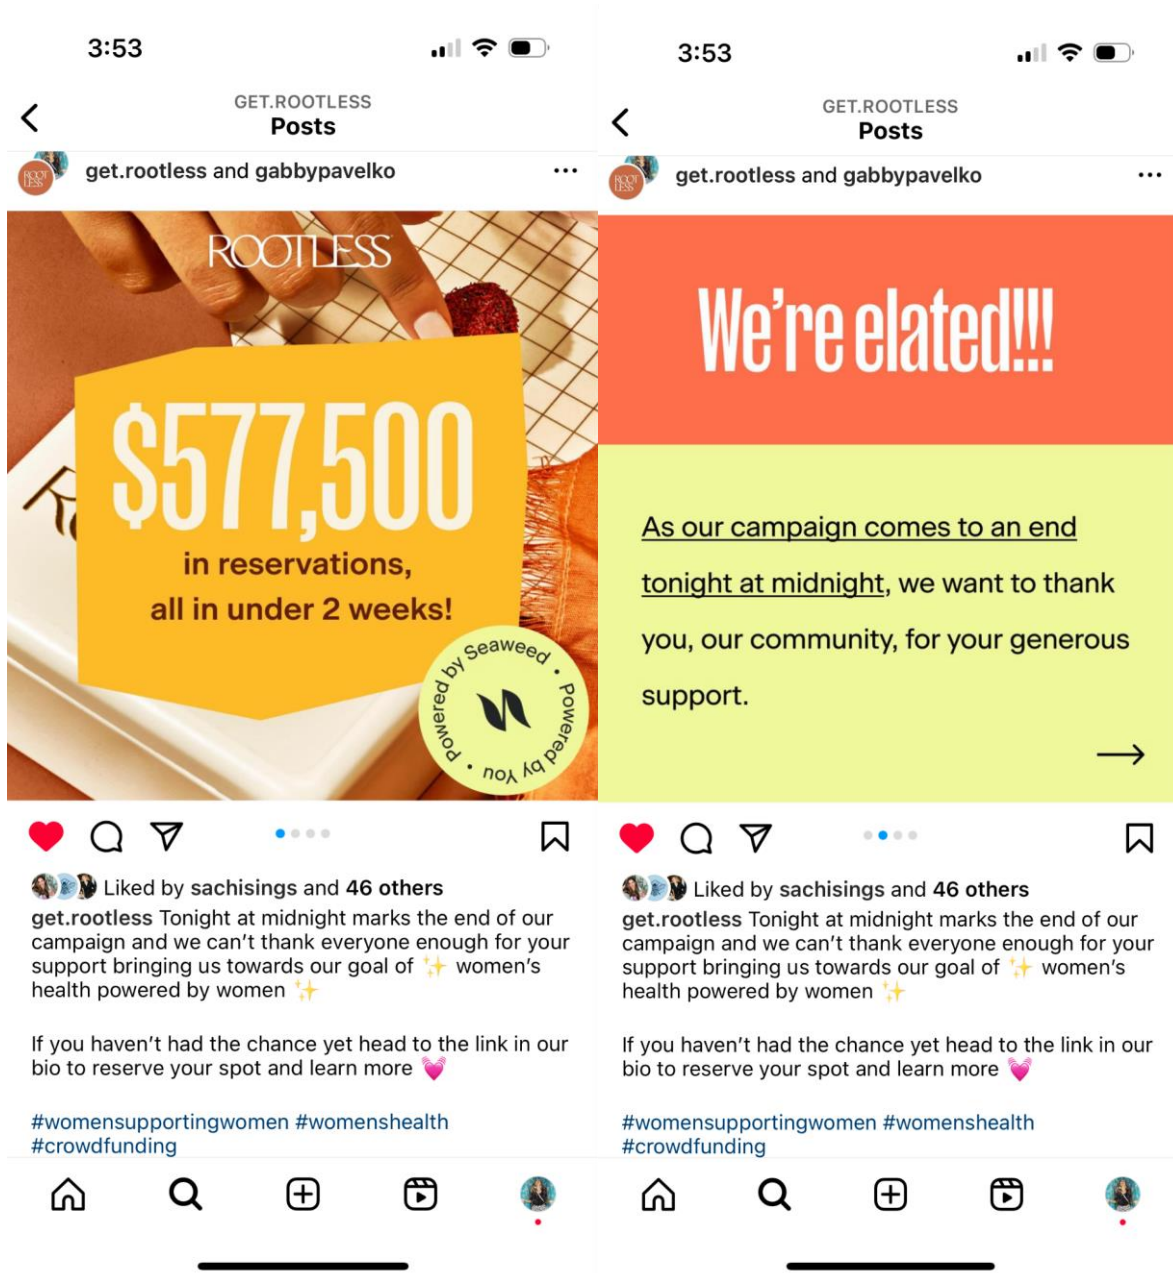 3:53
GET.ROOTLESS
Posts
get.rootless and gabbypavelko
ROOT
LESS
ROOTLESS
$577,500
in reservations,
all in under 2 weeks!
Powered by Seaweed • Powered by You •
Liked by sachisings and 46 others
get.rootless Tonight at midnight marks the end of our
campaign and we can't thank everyone enough for your
support bringing us towards our goal of ✨ women's
health powered by women ✨
If you haven't had the chance yet head to the link in our
bio to reserve your spot and learn more 💓
#womensupportingwomen #womenshealth
#crowdfunding
3:53
GET.ROOTLESS
Posts
get.rootless and gabbypavelko
ROOT
LESS
We're elated!!!
As our campaign comes to an end
tonight at midnight, we want to thank
you, our community, for your generous
support.
Liked by sachisings and 46 others
get.rootless Tonight at midnight marks the end of our
campaign and we can't thank everyone enough for your
support bringing us towards our goal of ✨ women's
health powered by women ✨
If you haven't had the chance yet head to the link in our
bio to reserve your spot and learn more 💓
#womensupportingwomen #womenshealth
#crowdfunding